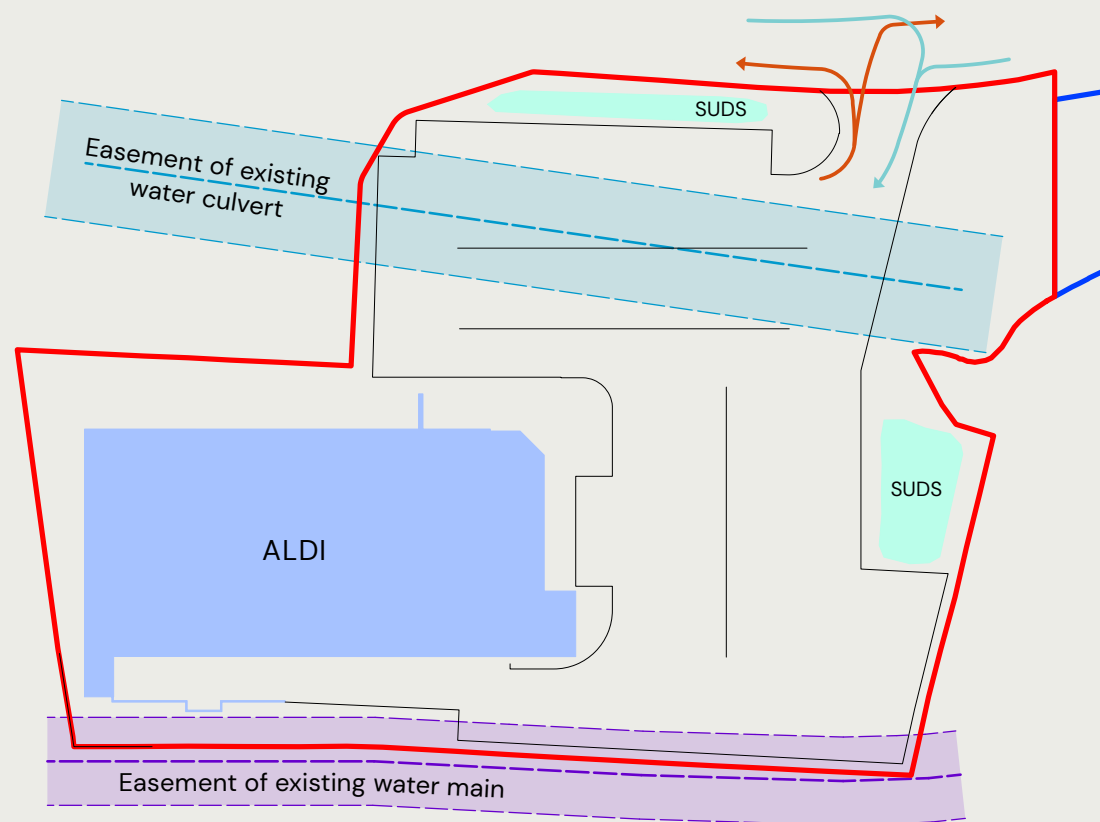 SUDS
Easement of existing
water culvert
SUDS
ALDI
Easement of existing water main